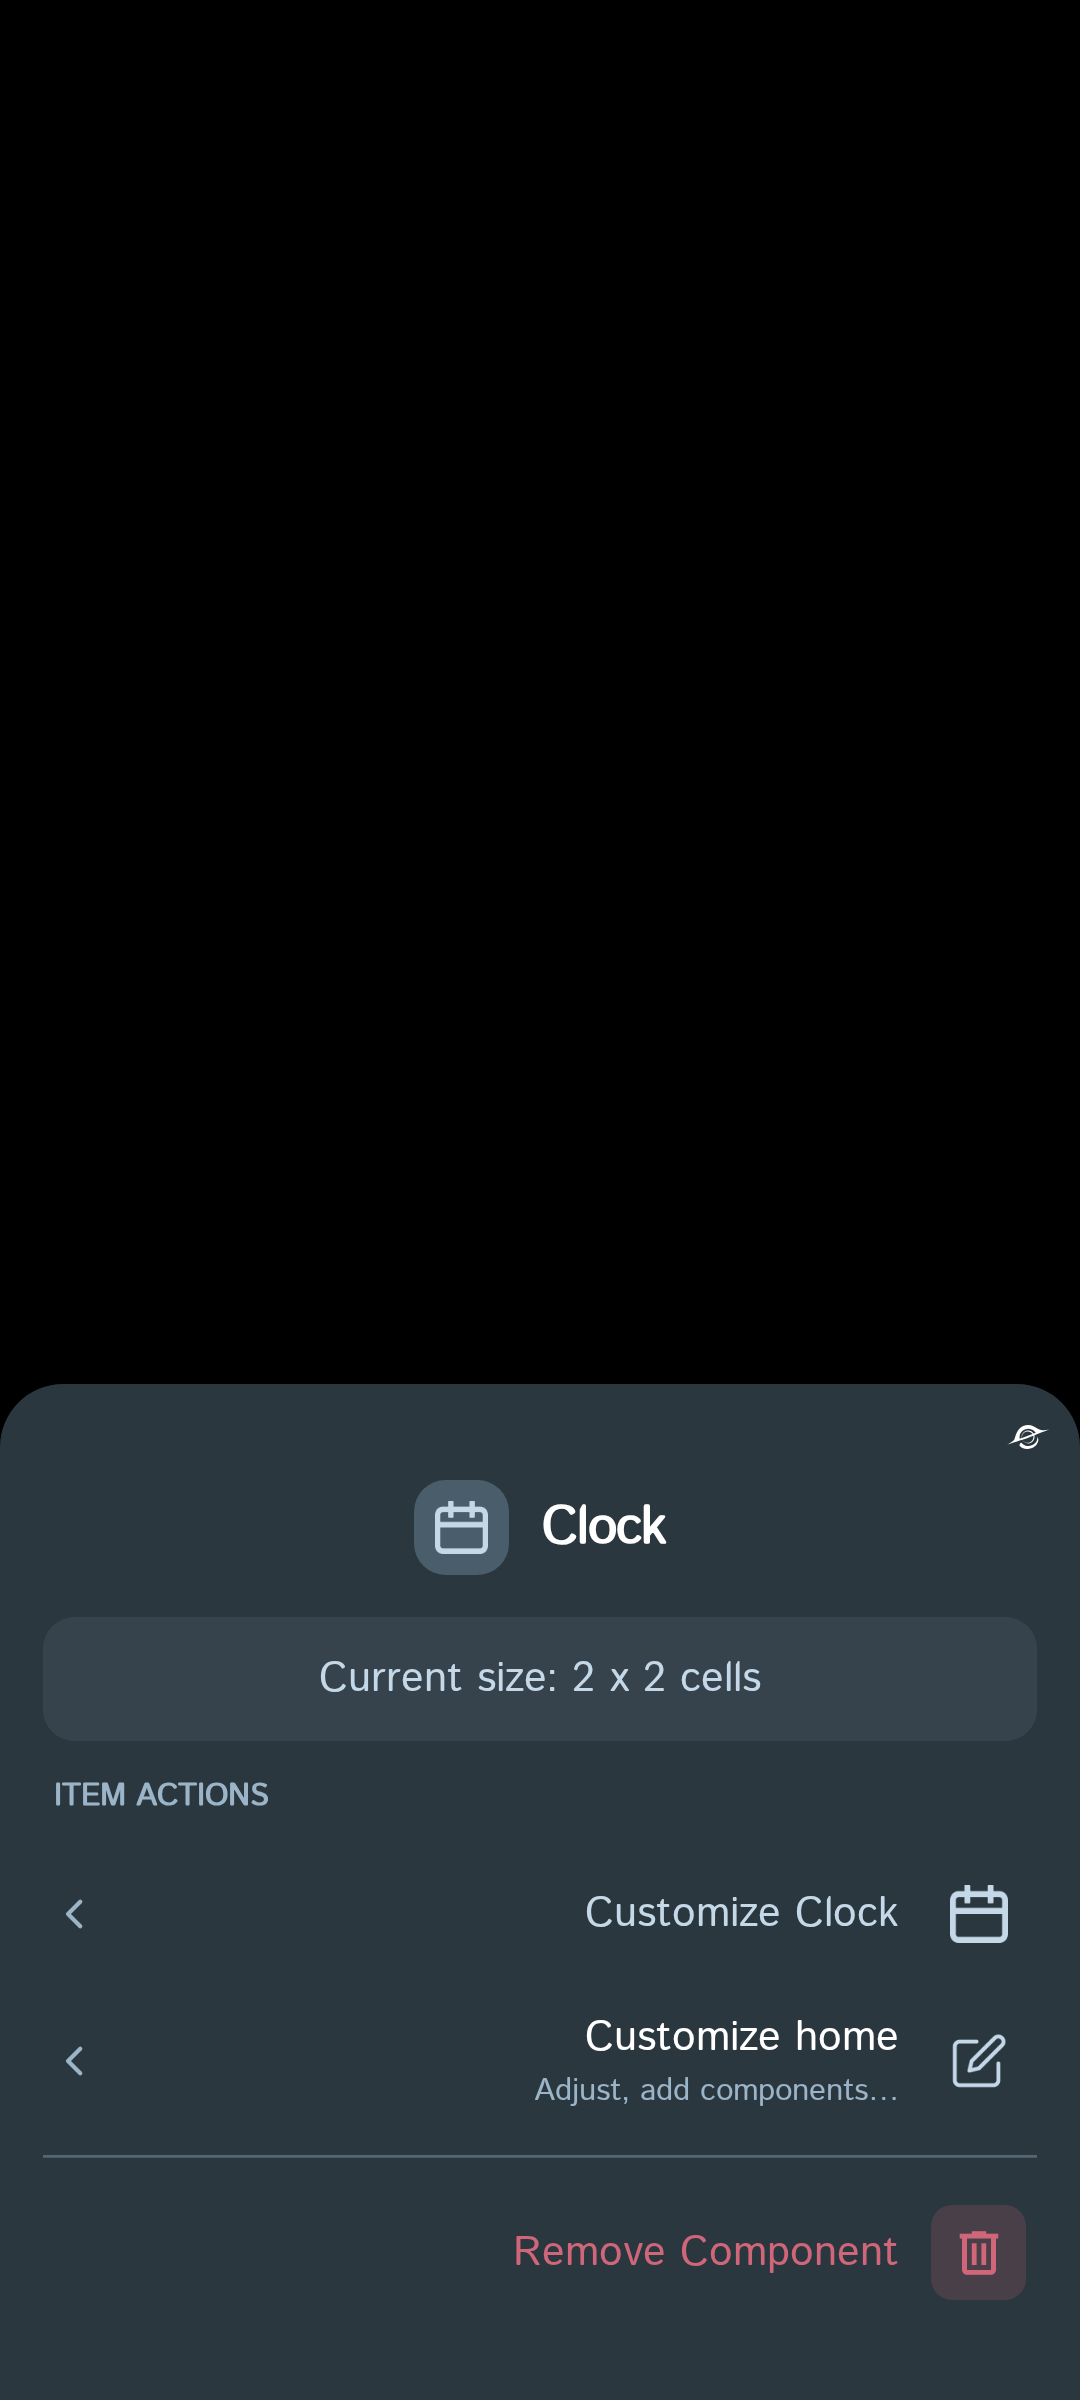 Clock
Current size: 2 x 2 cells
ITEM ACTIONS
Customize Clock
Customize home
Adjust, add components...
Remove Component